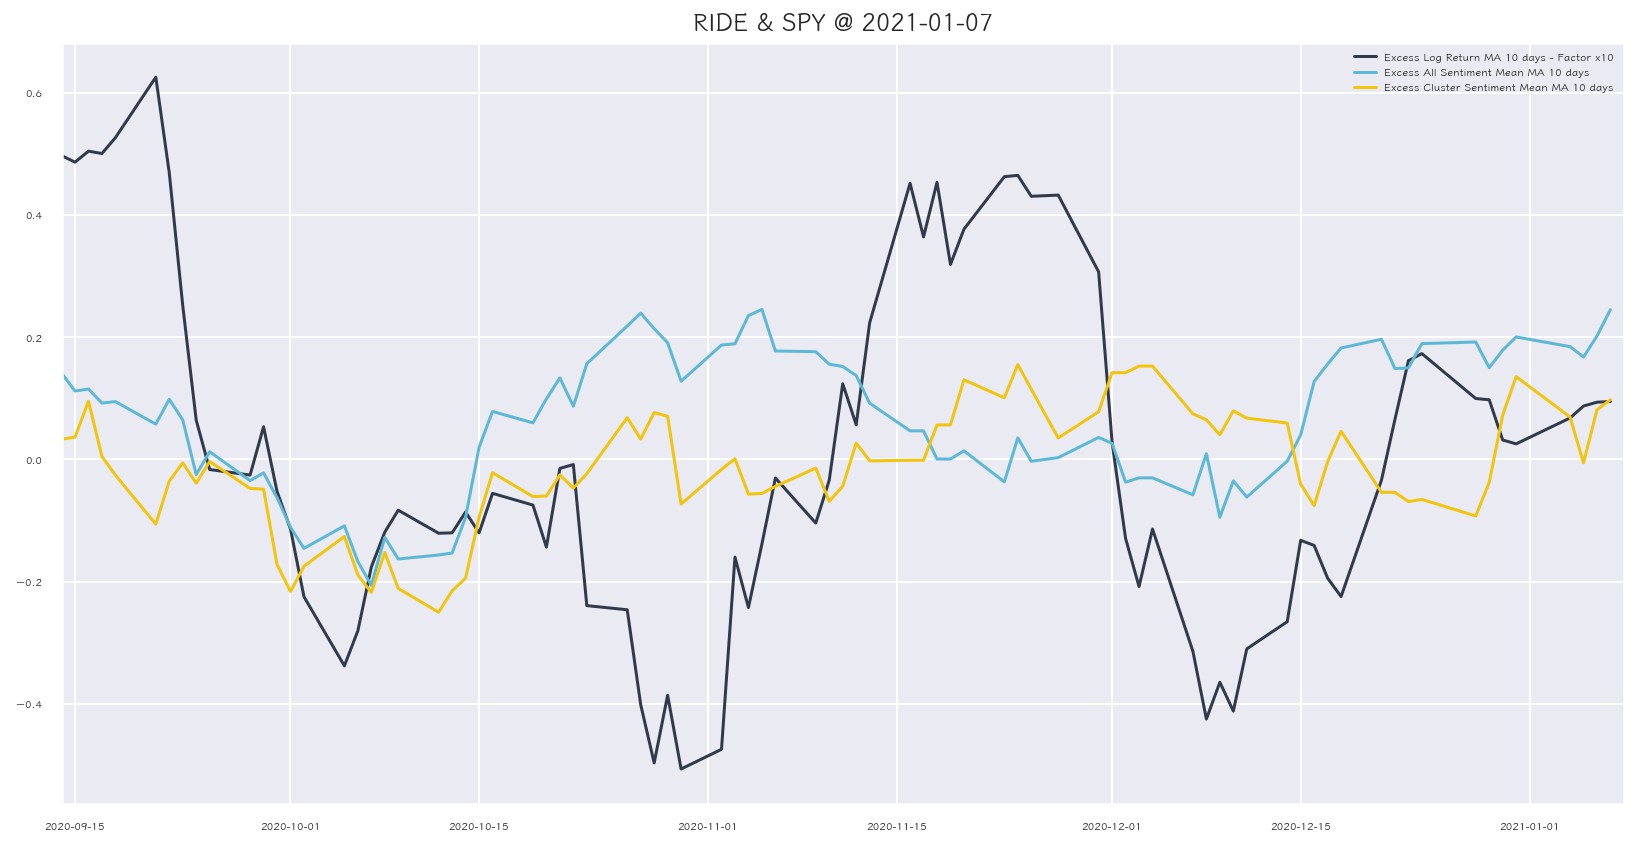 RIDE & SPY @ 2021-01-07
Excess Log Return MA 10 days - Factor x10
Excess All Sentiment Mean MA 10 days
Excess Cluster Sentiment Mean MA 10 days
0.6
0.4
0.2
0.0
−0.2
−0.4
2020-09-15 2020-10-01 2020-10-15 2020-11-01 2020-11-15 2020-12-01 2020-12-15 2021-01-01